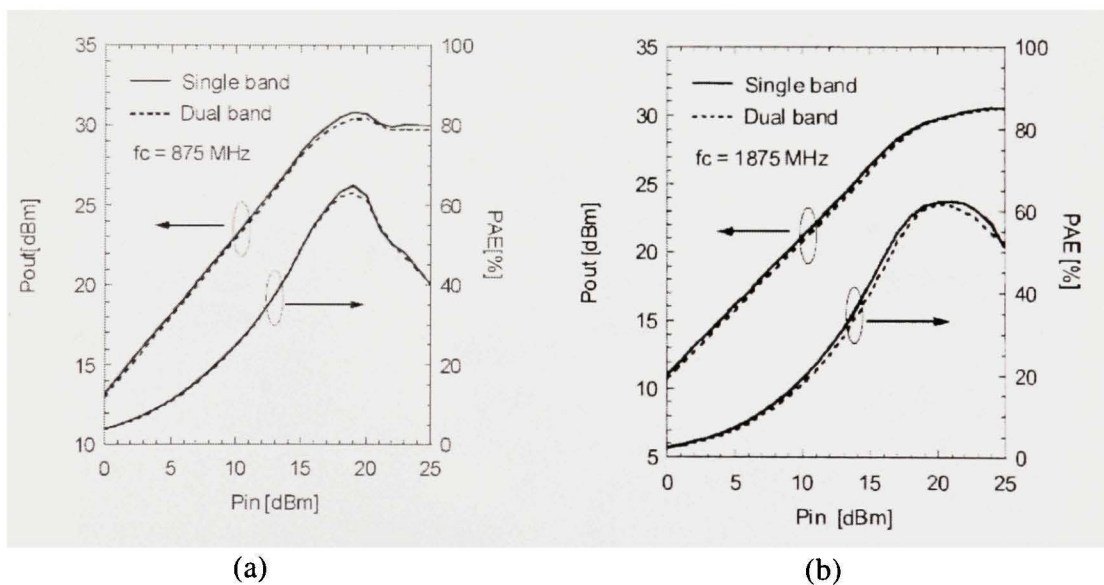 35
30
25
20
15
10
Pout[dBm]
Single band
Dual band
fc = 875 MHz
100
80
60
40
20
0
PAE[%]
0 5 10 15 20 25
Pin [dBm]
(a)
35
30
25
20
15
10
5
Pout [dBm]
Single band
Dual band
fc = 1875 MHz
100
80
60
40
20
0
PAE [%]
0 5 10 15 20 25
Pin [dBm]
(b)